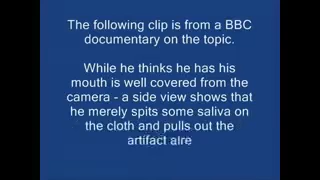 The following clip is from a BBC
documentary on the topic.
While he thinks he has his
mouth is well covered from the
camera - a side view shows that
he merely spits some saliva on
the cloth and pulls out the
artifact alre